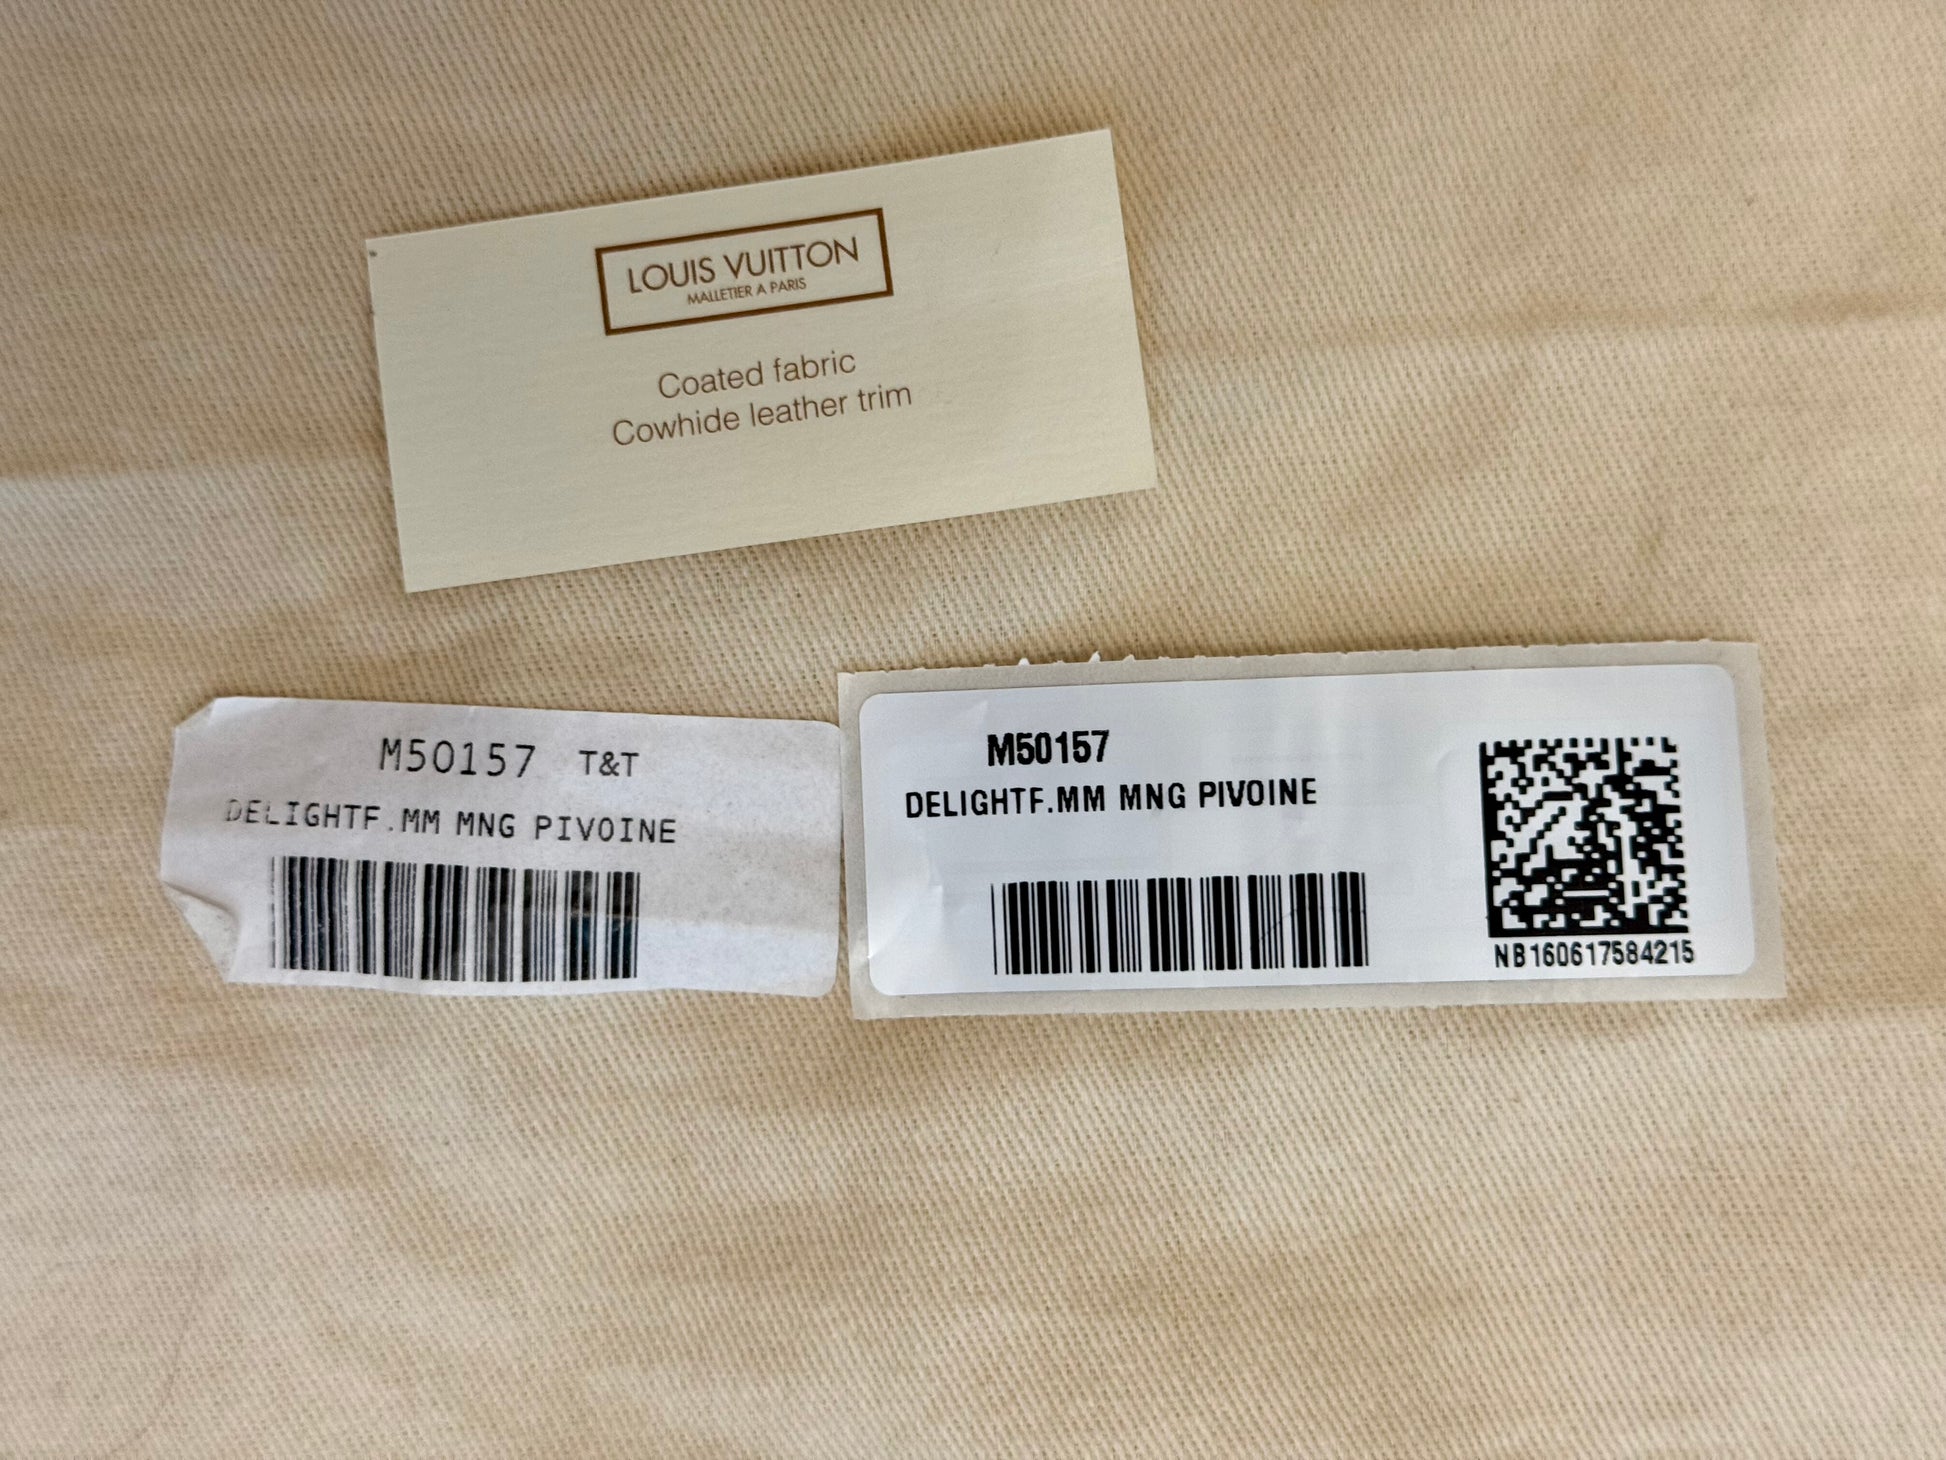 LOUIS VUITTON
MALLETIER A PARIS
Coated fabric
Cowhide leather trim
M50157 T&T
DELIGHTF.MM MNG PIVOINE
M50157
DELIGHTF.MM MNG PIVOINE
NB160617584215